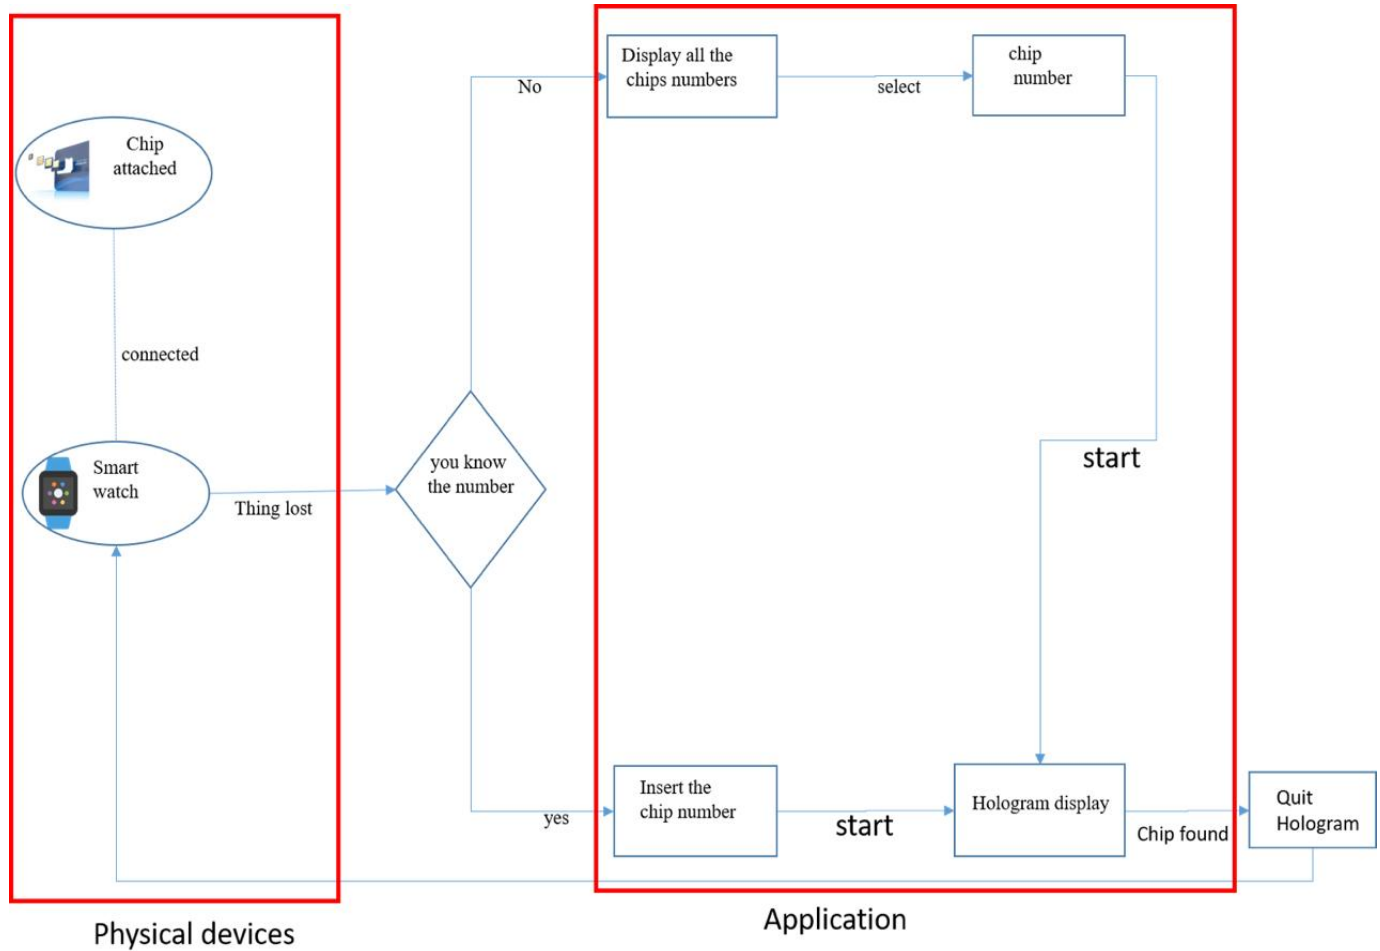 Display all the
chips numbers
chip
number
No
select
Chip
attached
connected
you know
the number
start
Smart
watch
Thing lost
Insert the
chip number
Hologram display
Quit
Hologram
yes
start
Chip found
Application
Physical devices